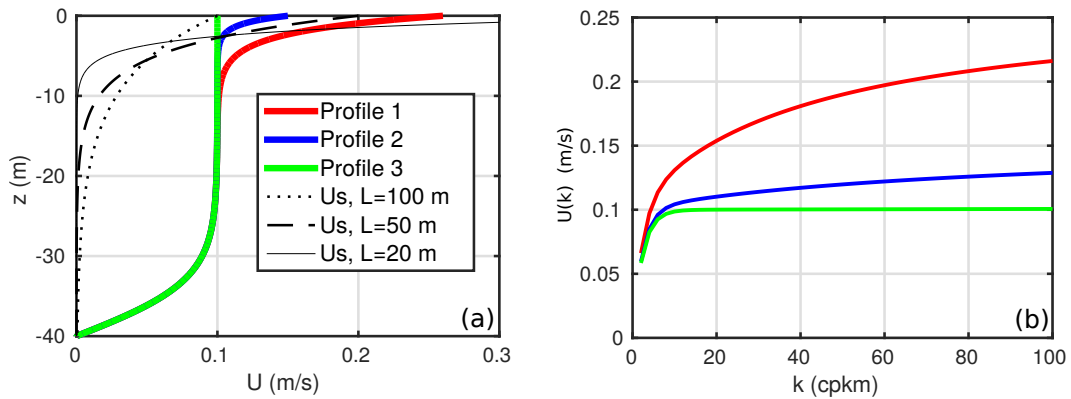 0
-10
-20
-30
-40
z (m)
0
0.1
0.2
0.3
U (m/s)
Profile 1
Profile 2
Profile 3
Us, L=100 m
Us, L=50 m
Us, L=20 m
(a)
0.25
0.2
0.15
0.1
0.05
0
U(k) (m/s)
0
20
40
60
80
100
k (cpkm)
(b)